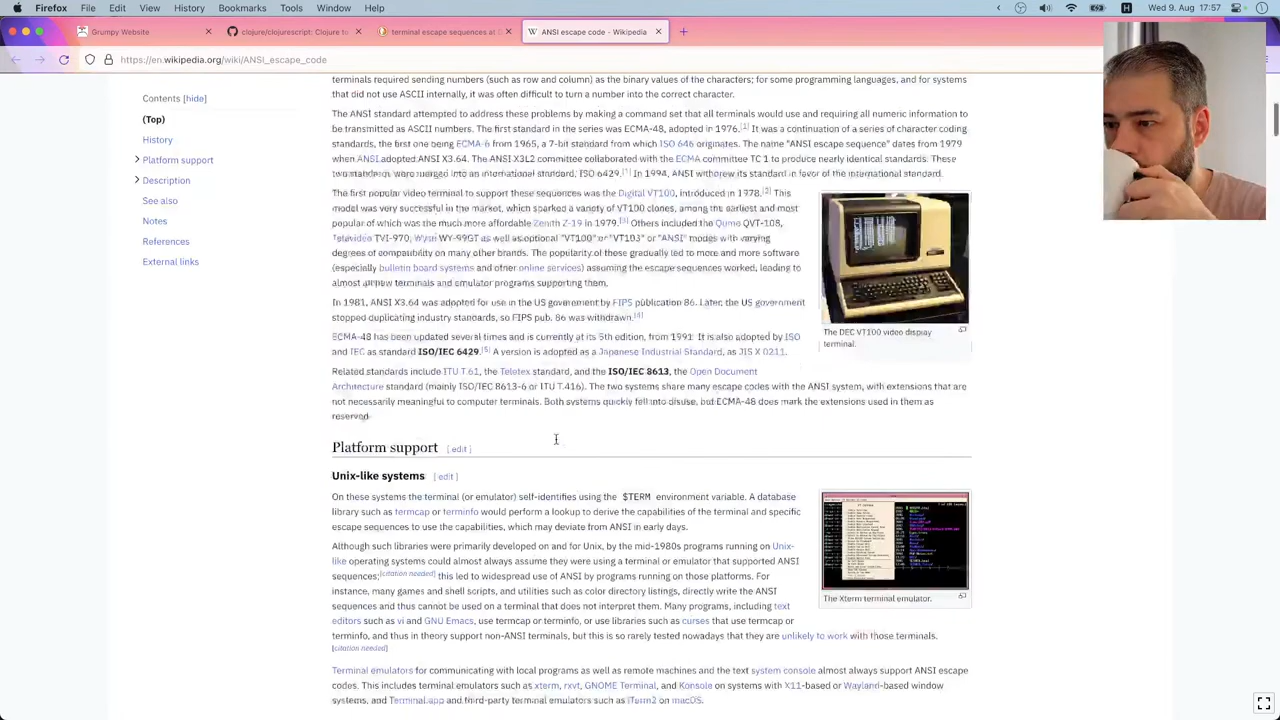 Firefox File Edit View History Bookmarks Tools Window Help Wed 9. Aug 17:57
Grumpy Website
clojure/clojurescript: Clojure to
terminal escape sequences at D
ANSI escape code - Wikipedia
https://en.wikipedia.org/wiki/ANSI_escape_code
Contents [hide]
(Top)
History
Platform support
Description
See also
Notes
References
External links
terminals required sending numbers (such as row and column) as the binary values of the characters; for some programming languages, and for systems
that did not use ASCII internally, it was often difficult to turn a number into the correct character.
The ANSI standard attempted to address these problems by making a command set that all terminals would use and requiring all numeric information to
be transmitted as ASCII numbers. The first standard in the series was ECMA-48, adopted in 1976.[1] It was a continuation of a series of character coding
standards, the first one being ECMA-6 from 1965, a 7-bit standard from which ISO 646 originates. The name "ANSI escape sequence" dates from 1979
when ANSI adopted ANSI X3.64. The ANSI X3L2 committee collaborated with the ECMA committee TC 1 to produce nearly identical standards. These
two standards were merged into an international standard, ISO 6429.[1] In 1994, ANSI withdrew its standard in favor of the international standard.
The first popular video terminal to support these sequences was the Digital VT100, introduced in 1978.[2] This
model was very successful in the market, which sparked a variety of VT100 clones, among the earliest and most
popular of which was the much more affordable Zenith Z-19 in 1979.[3] Others included the Qume QVT-108,
Televideo TVI-970, Wyse WY-99GT as well as optional "VT100" or "VT103" or "ANSI" modes with varying
degrees of compatibility on many other brands. The popularity of these gradually led to more and more software
(especially bulletin board systems and other online services) assuming the escape sequences worked, leading to
almost all new terminals and emulator programs supporting them.
In 1981, ANSI X3.64 was adopted for use in the US government by FIPS publication 86. Later, the US government
stopped duplicating industry standards, so FIPS pub. 86 was withdrawn.[4]
ECMA-48 has been updated several times and is currently at its 5th edition, from 1991. It is also adopted by ISO
and IEC as standard ISO/IEC 6429.[5] A version is adopted as a Japanese Industrial Standard, as JIS X 0211.
Related standards include ITU T.61, the Teletex standard, and the ISO/IEC 8613, the Open Document
Architecture standard (mainly ISO/IEC 8613-6 or ITU T.416). The two systems share many escape codes with the ANSI system, with extensions that are
not necessarily meaningful to computer terminals. Both systems quickly fell into disuse, but ECMA-48 does mark the extensions used in them as
reserved.
The DEC VT100 video display
terminal.
Platform support [edit]
Unix-like systems [edit]
On these systems the terminal (or emulator) self-identifies using the $TERM environment variable. A database
library such as termcap or terminfo would perform a lookup to allow the capabilities of the terminal and specific
escape sequences to use the capabilities, which may deviate from ANSI in early days.
Although such libraries were primarily developed on and for Unix, by the 1980s, programs running on Unix-
like operating systems could almost always assume they were using a terminal or emulator that supported ANSI
sequences;[citation needed] this led to widespread use of ANSI by programs running on those platforms. For
instance, many games and shell scripts, and utilities such as color directory listings, directly write the ANSI
sequences and thus cannot be used on a terminal that does not interpret them. Many programs, including text
editors such as vi and GNU Emacs, use termcap or terminfo, or use libraries such as curses that use termcap or
terminfo, and thus in theory support non-ANSI terminals, but this is so rarely tested nowadays that they are unlikely to work with those terminals.
[citation needed]
The Xterm terminal emulator.
Terminal emulators for communicating with local programs as well as remote machines and the text system console almost always support ANSI escape
codes. This includes terminal emulators such as xterm, rxvt, GNOME Terminal, and Konsole on systems with X11-based or Wayland-based window
systems, and Terminal.app and third-party terminal emulators such as iTerm2 on macOS.